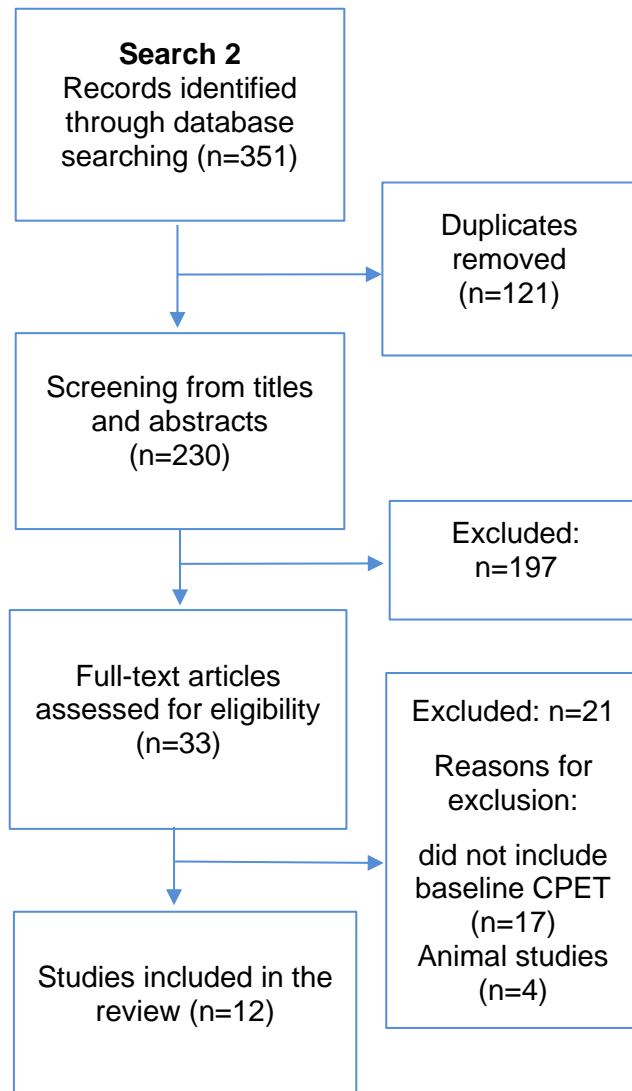 Search 2
Records identified
through database
searching (n=351)
Duplicates
removed
(n=121)
Screening from titles
and abstracts
(n=230)
Excluded:
n=197
Full-text articles
assessed for eligibility
(n=33)
Excluded: n=21
Reasons for
exclusion:
did not include
baseline CPET
(n=17)
Animal studies
(n=4)
Studies included in the
review (n=12)